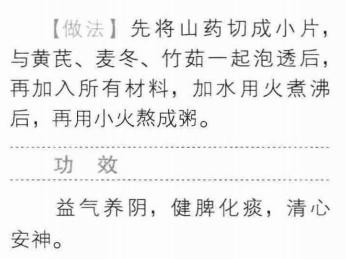 【做法】先将山药切成小片，
与黄芪、麦冬、竹茹一起泡透后，
再加入所有材料，加水用火煮沸
后，再用小火熬成粥。
功 效
益气养阴，健脾化痰，清心
安神。